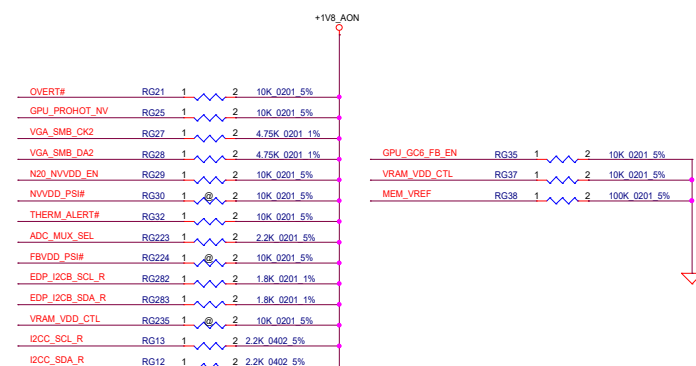 +1V8_AON
OVERT# RG21 1 2 10K_0201_5%
GPU_PROHOT_NV RG25 1 2 10K_0201_5%
VGA_SMB_CK2 RG27 1 2 4.75K_0201_1%
VGA_SMB_DA2 RG28 1 2 4.75K_0201_1%
N20_NVVDD_EN RG29 1 2 10K_0201_5%
NVVDD_PSI# RG30 1 @ 2 10K_0201_5%
THERM_ALERT# RG32 1 2 10K_0201_5%
ADC_MUX_SEL RG223 1 2 2.2K_0201_5%
FBVDD_PSI# RG224 1 @ 2 10K_0201_5%
EDP_I2CB_SCL_R RG282 1 2 1.8K_0201_1%
EDP_I2CB_SDA_R RG283 1 2 1.8K_0201_1%
VRAM_VDD_CTL RG235 1 @ 2 10K_0201_5%
I2CC_SCL_R RG13 1 2 2.2K_0402_5%
I2CC_SDA_R RG12 1 2 2.2K_0402_5%
GPU_GC6_FB_EN RG35 1 2 10K_0201_5%
VRAM_VDD_CTL RG37 1 2 10K_0201_5%
MEM_VREF RG38 1 2 100K_0201_5%